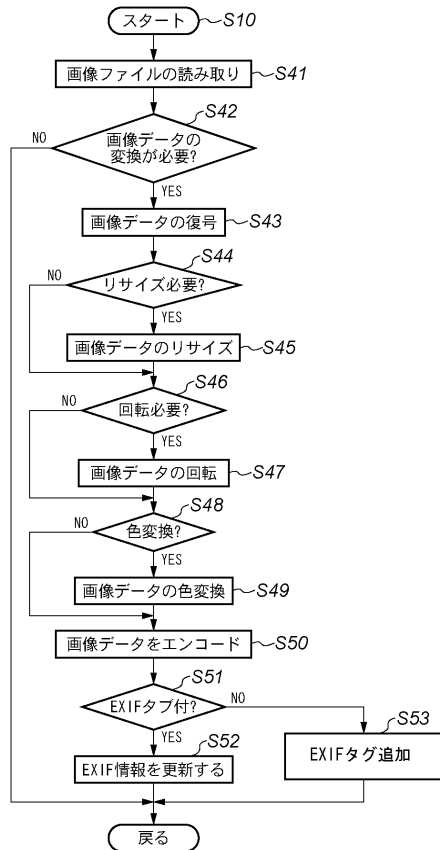 スタート
S10
画像ファイルの読み取り
S41
S42
NO
画像データの
変換が必要?
YES
画像データの復号
S43
S44
NO
リサイズ必要?
YES
画像データのリサイズ
S45
S46
NO
回転必要?
YES
画像データの回転
S47
S48
NO
色変換?
YES
画像データの色変換
S49
画像データをエンコード
S50
S51
EXIFタブ付?
NO
YES
S52
S53
EXIF情報を更新する
EXIFタグ追加
戻る